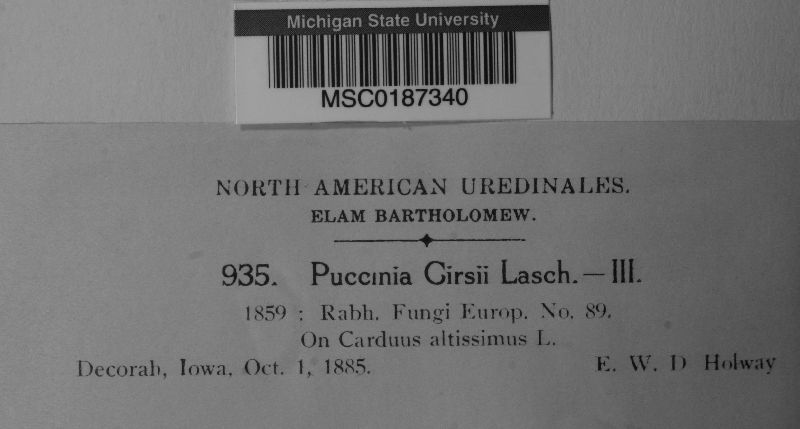 Michigan State University
MSC0187340
NORTH AMERICAN UREDINALES.
ELAM BARTHOLOMEW.
935. Puccinia Cirsii Lasch.—III.
1859 : Rabh. Fungi Europ. No. 89.
On Carduus altissimus L.
Decorah, Iowa, Oct. 1, 1885. E. W. D Holway